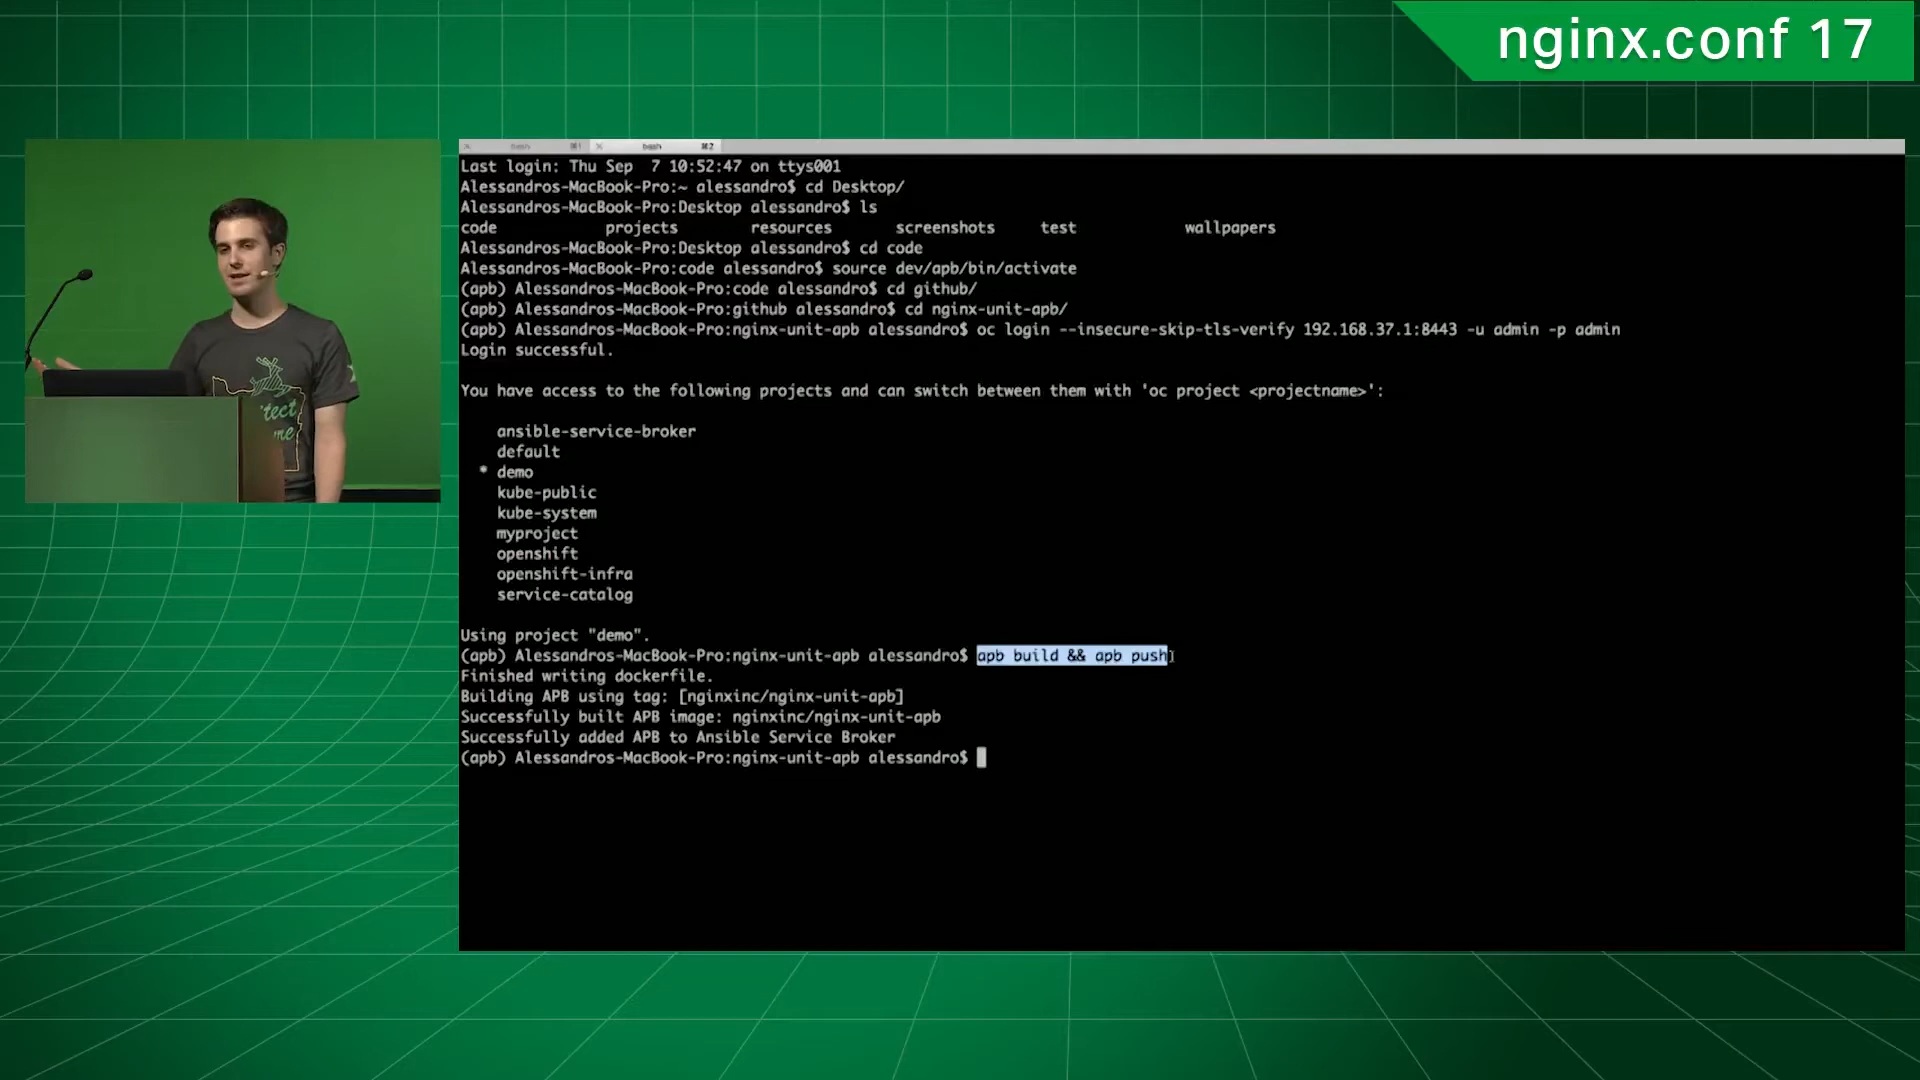 nginx.conf 17
bash ⌘1 bash ⌘2
Last login: Thu Sep  7 10:52:47 on ttys001
Alessandros-MacBook-Pro:~ alessandro$ cd Desktop/
Alessandros-MacBook-Pro:Desktop alessandro$ ls
code projects resources screenshots test wallpapers
Alessandros-MacBook-Pro:Desktop alessandro$ cd code
Alessandros-MacBook-Pro:code alessandro$ source dev/apb/bin/activate
(apb) Alessandros-MacBook-Pro:code alessandro$ cd github/
(apb) Alessandros-MacBook-Pro:github alessandro$ cd nginx-unit-apb/
(apb) Alessandros-MacBook-Pro:nginx-unit-apb alessandro$ oc login --insecure-skip-tls-verify 192.168.37.1:8443 -u admin -p admin
Login successful.
You have access to the following projects and can switch between them with 'oc project <projectname>':
ansible-service-broker
default
* demo
kube-public
kube-system
myproject
openshift
openshift-infra
service-catalog
Using project "demo".
(apb) Alessandros-MacBook-Pro:nginx-unit-apb alessandro$ apb build && apb push
Finished writing dockerfile.
Building APB using tag: [nginxinc/nginx-unit-apb]
Successfully built APB image: nginxinc/nginx-unit-apb
Successfully added APB to Ansible Service Broker
(apb) Alessandros-MacBook-Pro:nginx-unit-apb alessandro$